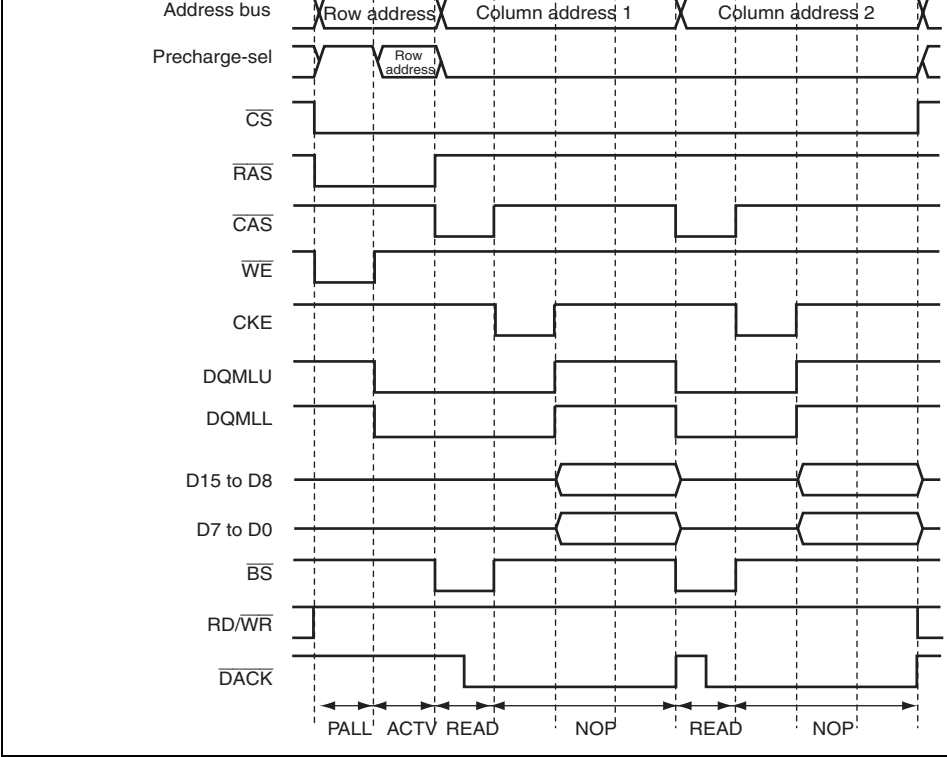 Address bus Row address Column address 1 Column address 2
Precharge-sel Row
address
CS
RAS
CAS
WE
CKE
DQMLU
DQMLL
D15 to D8
D7 to D0
BS
RD/WR
DACK
PALL ACTV READ NOP READ NOP